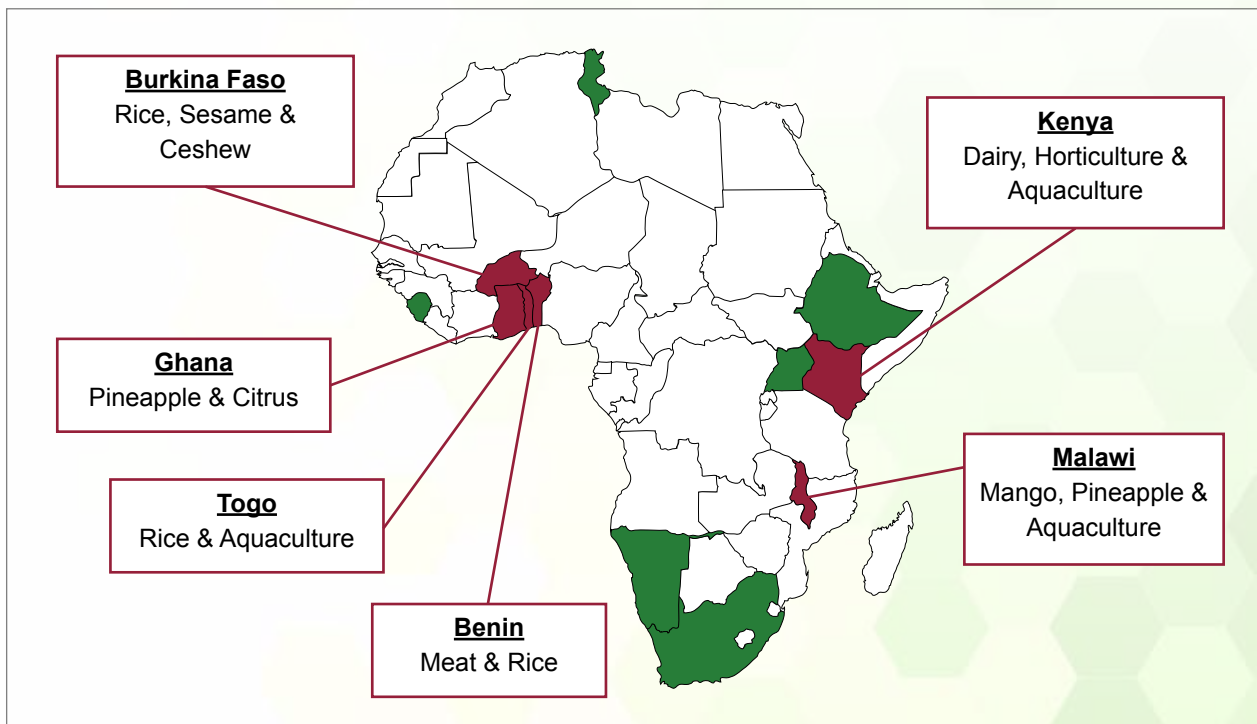 Burkina Faso
Rice, Sesame &
Ceshew
Kenya
Dairy, Horticulture &
Aquaculture
Ghana
Pineapple & Citrus
Malawi
Mango, Pineapple &
Aquaculture
Togo
Rice & Aquaculture
Benin
Meat & Rice